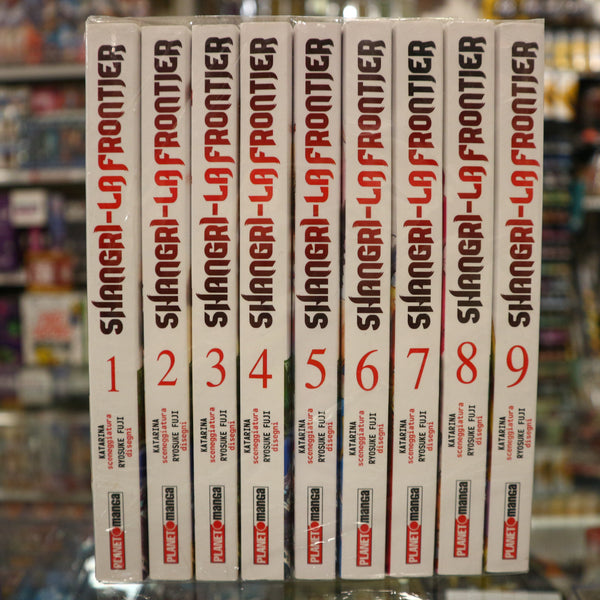 SHANGRI-LA FRONTIER
1
KATARINA
sceneggiatura
RYOSUKE FUJI
disegni
PLANET manga
SHANGRI-LA FRONTIER
2
KATARINA
sceneggiatura
RYOSUKE FUJI
disegni
PLANET manga
SHANGRI-LA FRONTIER
3
KATARINA
sceneggiatura
RYOSUKE FUJI
disegni
PLANET manga
SHANGRI-LA FRONTIER
4
KATARINA
sceneggiatura
RYOSUKE FUJI
disegni
PLANET manga
SHANGRI-LA FRONTIER
5
KATARINA
sceneggiatura
RYOSUKE FUJI
disegni
PLANET manga
SHANGRI-LA FRONTIER
6
KATARINA
sceneggiatura
RYOSUKE FUJI
disegni
PLANET manga
SHANGRI-LA FRONTIER
7
KATARINA
sceneggiatura
RYOSUKE FUJI
disegni
PLANET manga
SHANGRI-LA FRONTIER
8
KATARINA
sceneggiatura
RYOSUKE FUJI
disegni
PLANET manga
SHANGRI-LA FRONTIER
9
KATARINA
sceneggiatura
RYOSUKE FUJI
disegni
PLANET manga